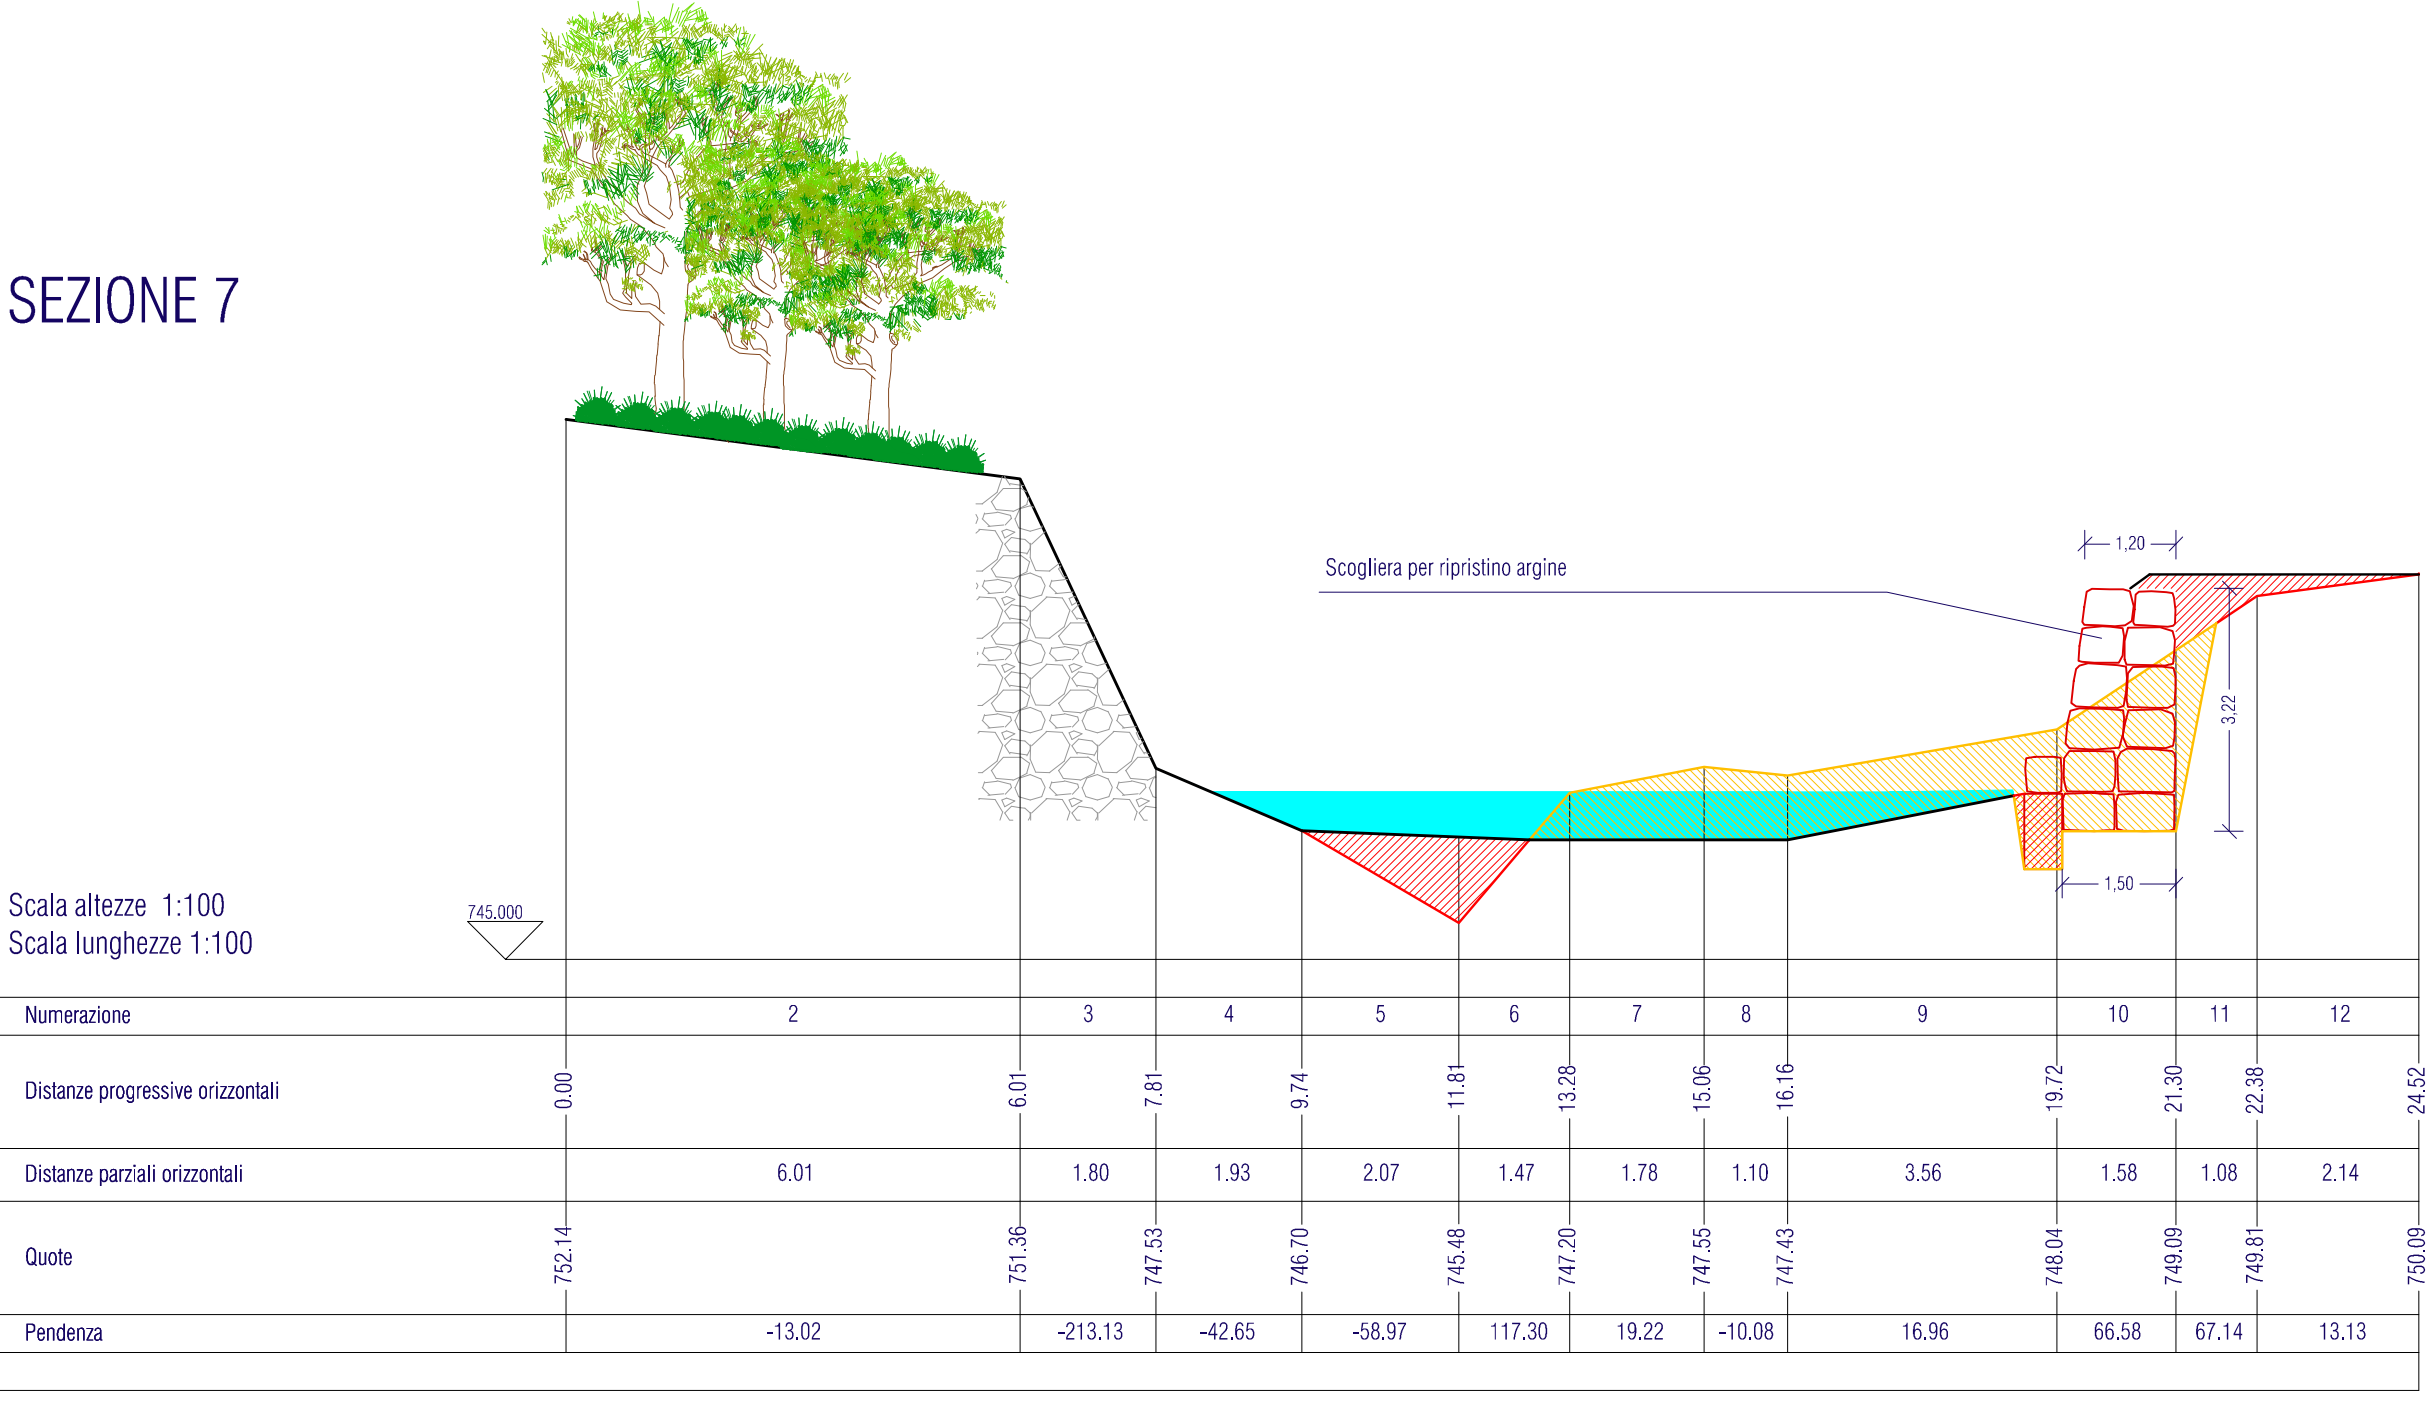 SEZIONE 7
1,20
Scogliera per ripristino argine
3,22
1,50
Scala altezze 1:100
Scala lunghezze 1:100
745.000
Numerazione 2 3 4 5 6 7 8 9 10 11 12
Distanze progressive orizzontali 0.00 6.01 7.81 9.74 11.81 13.28 15.06 16.16 19.72 21.30 22.38 24.52
Distanze parziali orizzontali 6.01 1.80 1.93 2.07 1.47 1.78 1.10 3.56 1.58 1.08 2.14
Quote 752.14 751.36 747.53 746.70 745.48 747.20 747.55 747.43 748.04 749.09 749.81 750.09
Pendenza -13.02 -213.13 -42.65 -58.97 117.30 19.22 -10.08 16.96 66.58 67.14 13.13